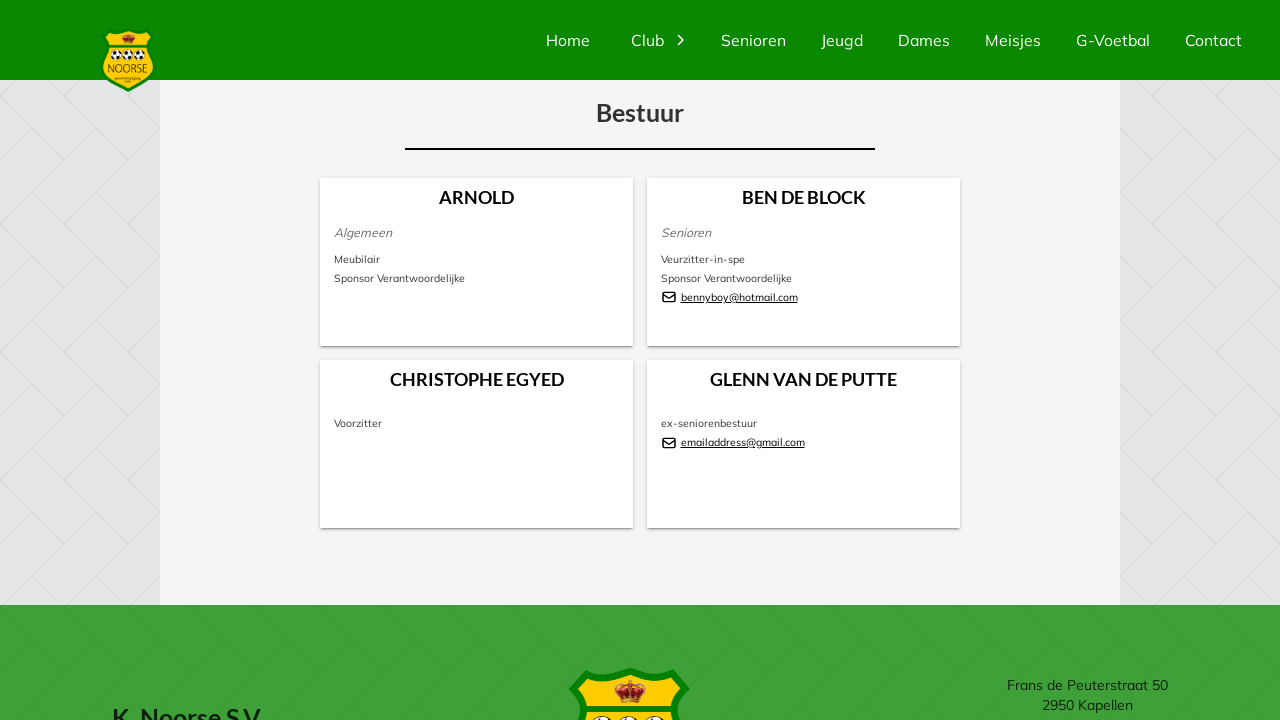 NOORSE
Home
Club
Senioren
Jeugd
Dames
Meisjes
G-Voetbal
Contact
Bestuur
ARNOLD
Algemeen
Meubilair
Sponsor Verantwoordelijke
BEN DE BLOCK
Senioren
Veurzitter-in-spe
Sponsor Verantwoordelijke
bennyboy@hotmail.com
CHRISTOPHE EGYED
Voorzitter
GLENN VAN DE PUTTE
ex-seniorenbestuur
emailaddress@gmail.com
K. Noorse S.V.
Frans de Peuterstraat 50
2950 Kapellen